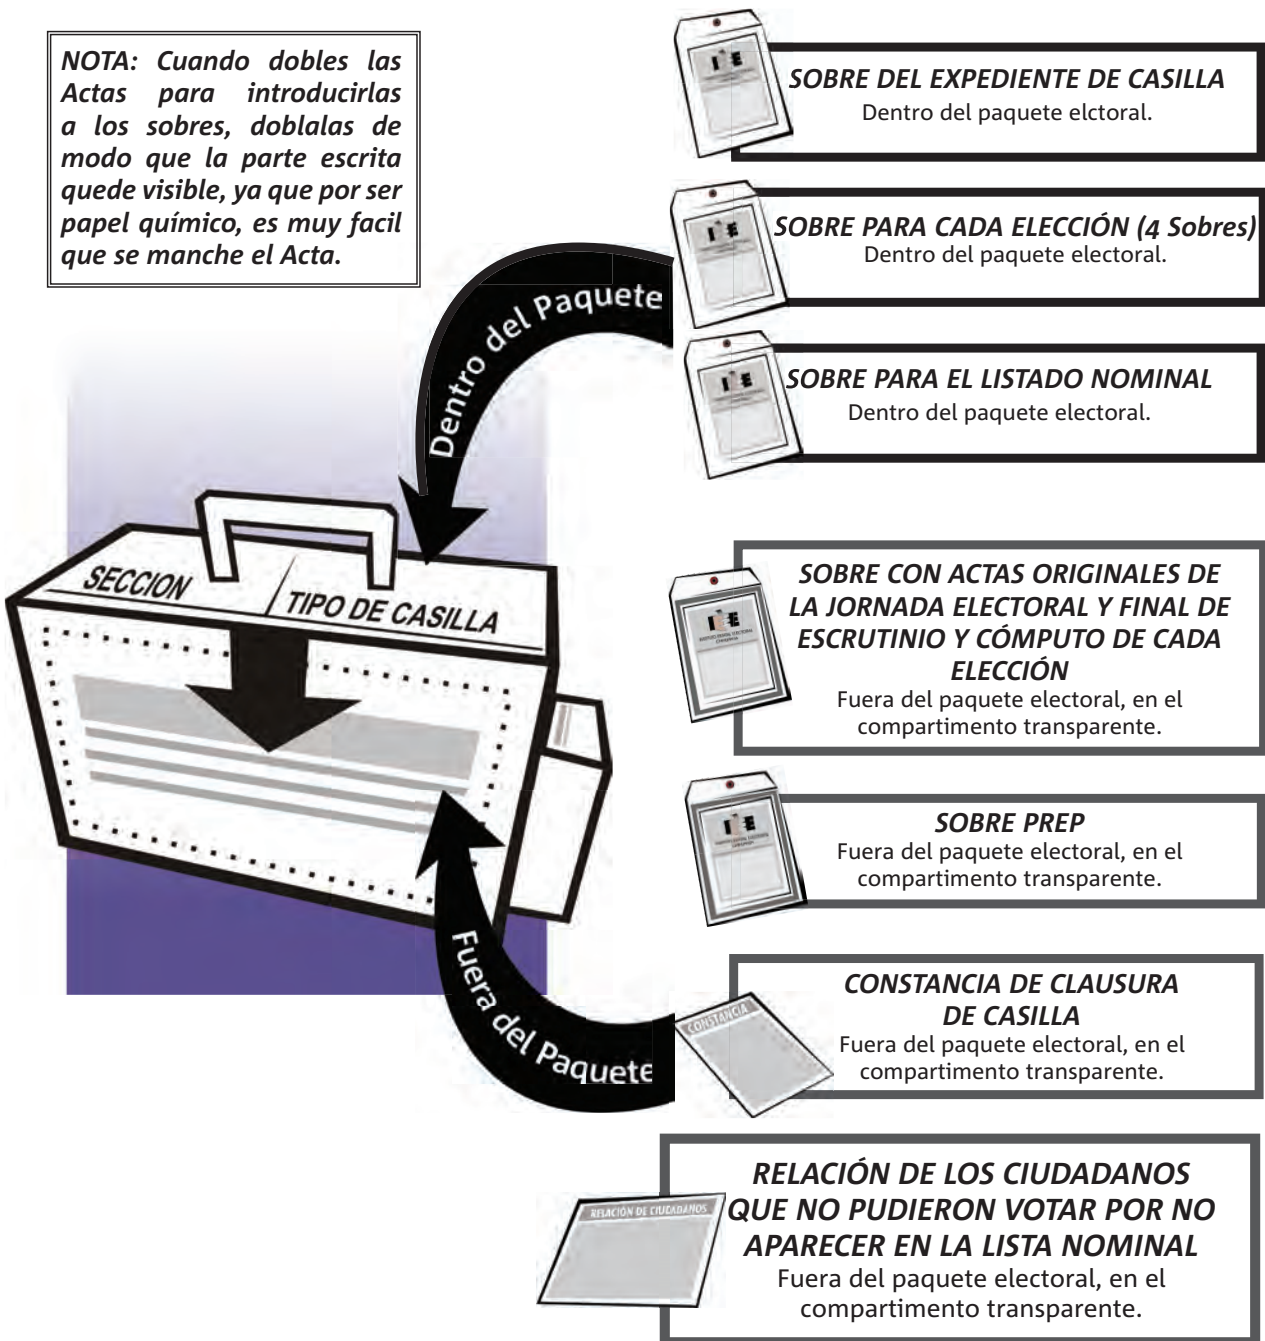 NOTA: Cuando dobles las
Actas para introducirlas
a los sobres, doblalas de
modo que la parte escrita
quede visible, ya que por ser
papel químico, es muy facil
que se manche el Acta.
SOBRE DEL EXPEDIENTE DE CASILLA
Dentro del paquete elctoral.
SOBRE PARA CADA ELECCIÓN (4 Sobres)
Dentro del paquete electoral.
SOBRE PARA EL LISTADO NOMINAL
Dentro del paquete electoral.
Dentro del Paquete
SECCION
TIPO DE CASILLA
SOBRE CON ACTAS ORIGINALES DE
LA JORNADA ELECTORAL Y FINAL DE
ESCRUTINIO Y CÓMPUTO DE CADA
ELECCIÓN
Fuera del paquete electoral, en el
compartimento transparente.
SOBRE PREP
Fuera del paquete electoral, en el
compartimento transparente.
Fuera del Paquete
CONSTANCIA
CONSTANCIA DE CLAUSURA
DE CASILLA
Fuera del paquete electoral, en el
compartimento transparente.
RELACIÓN DE CIUDADANOS
RELACIÓN DE LOS CIUDADANOS
QUE NO PUDIERON VOTAR POR NO
APARECER EN LA LISTA NOMINAL
Fuera del paquete electoral, en el
compartimento transparente.